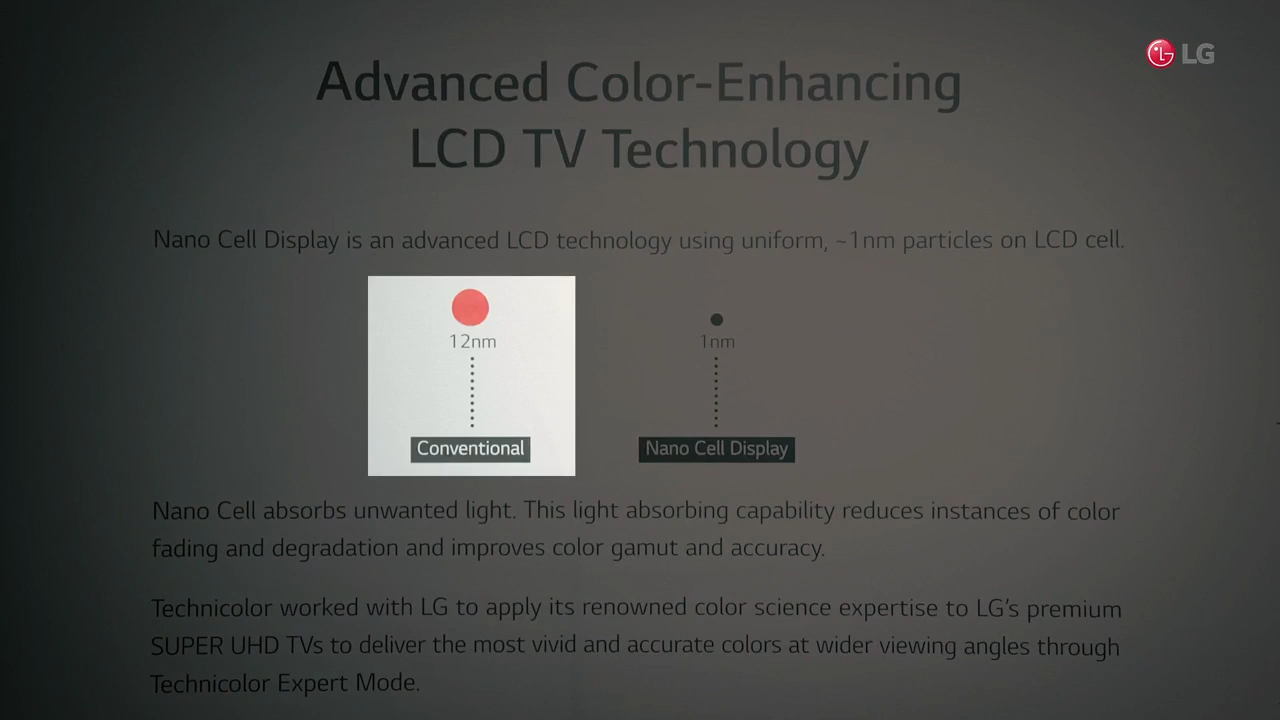 LG
Advanced Color-Enhancing
LCD TV Technology
Nano Cell Display is an advanced LCD technology using uniform, ~1nm particles on LCD cell.
12nm
1nm
Conventional
Nano Cell Display
Nano Cell absorbs unwanted light. This light absorbing capability reduces instances of color
fading and degradation and improves color gamut and accuracy.
Technicolor worked with LG to apply its renowned color science expertise to LG's premium
SUPER UHD TVs to deliver the most vivid and accurate colors at wider viewing angles through
Technicolor Expert Mode.